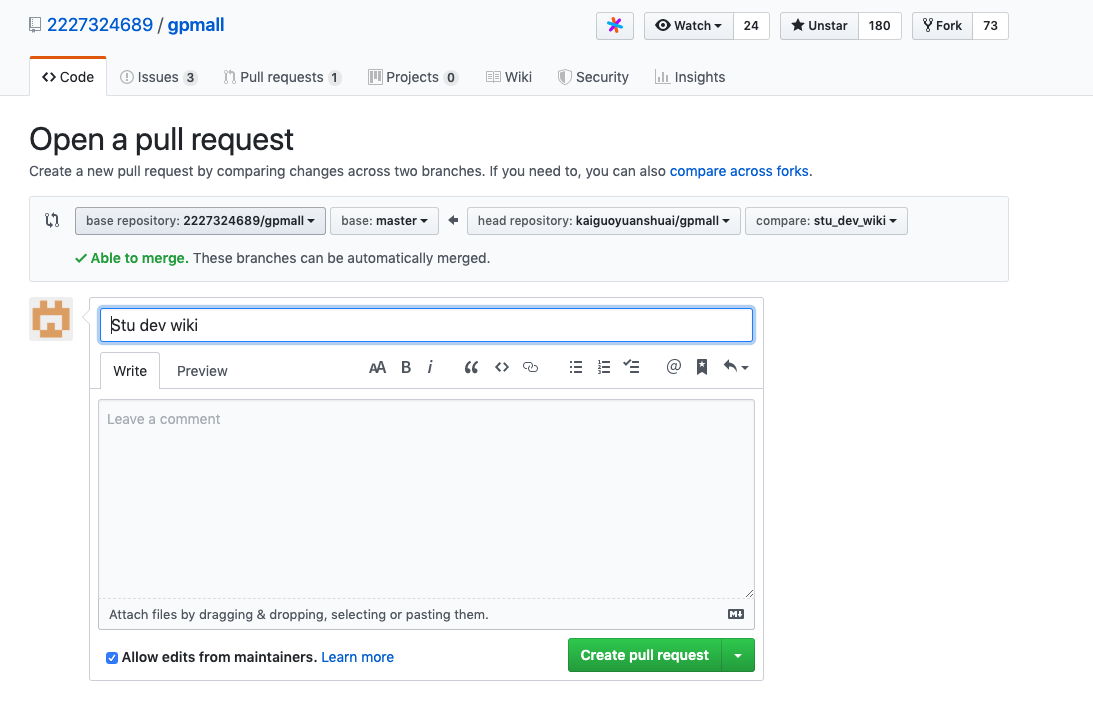 2227324689 / gpmall
Watch 24 Unstar 180 Fork 73
Code Issues 3 Pull requests 1 Projects 0 Wiki Security Insights
Open a pull request
Create a new pull request by comparing changes across two branches. If you need to, you can also compare across forks.
base repository: 2227324689/gpmall base: master head repository: kaiguoyuanshuai/gpmall compare: stu_dev_wiki
Able to merge. These branches can be automatically merged.
Stu dev wiki
Write Preview
Leave a comment
Attach files by dragging & dropping, selecting or pasting them.
Allow edits from maintainers. Learn more
Create pull request